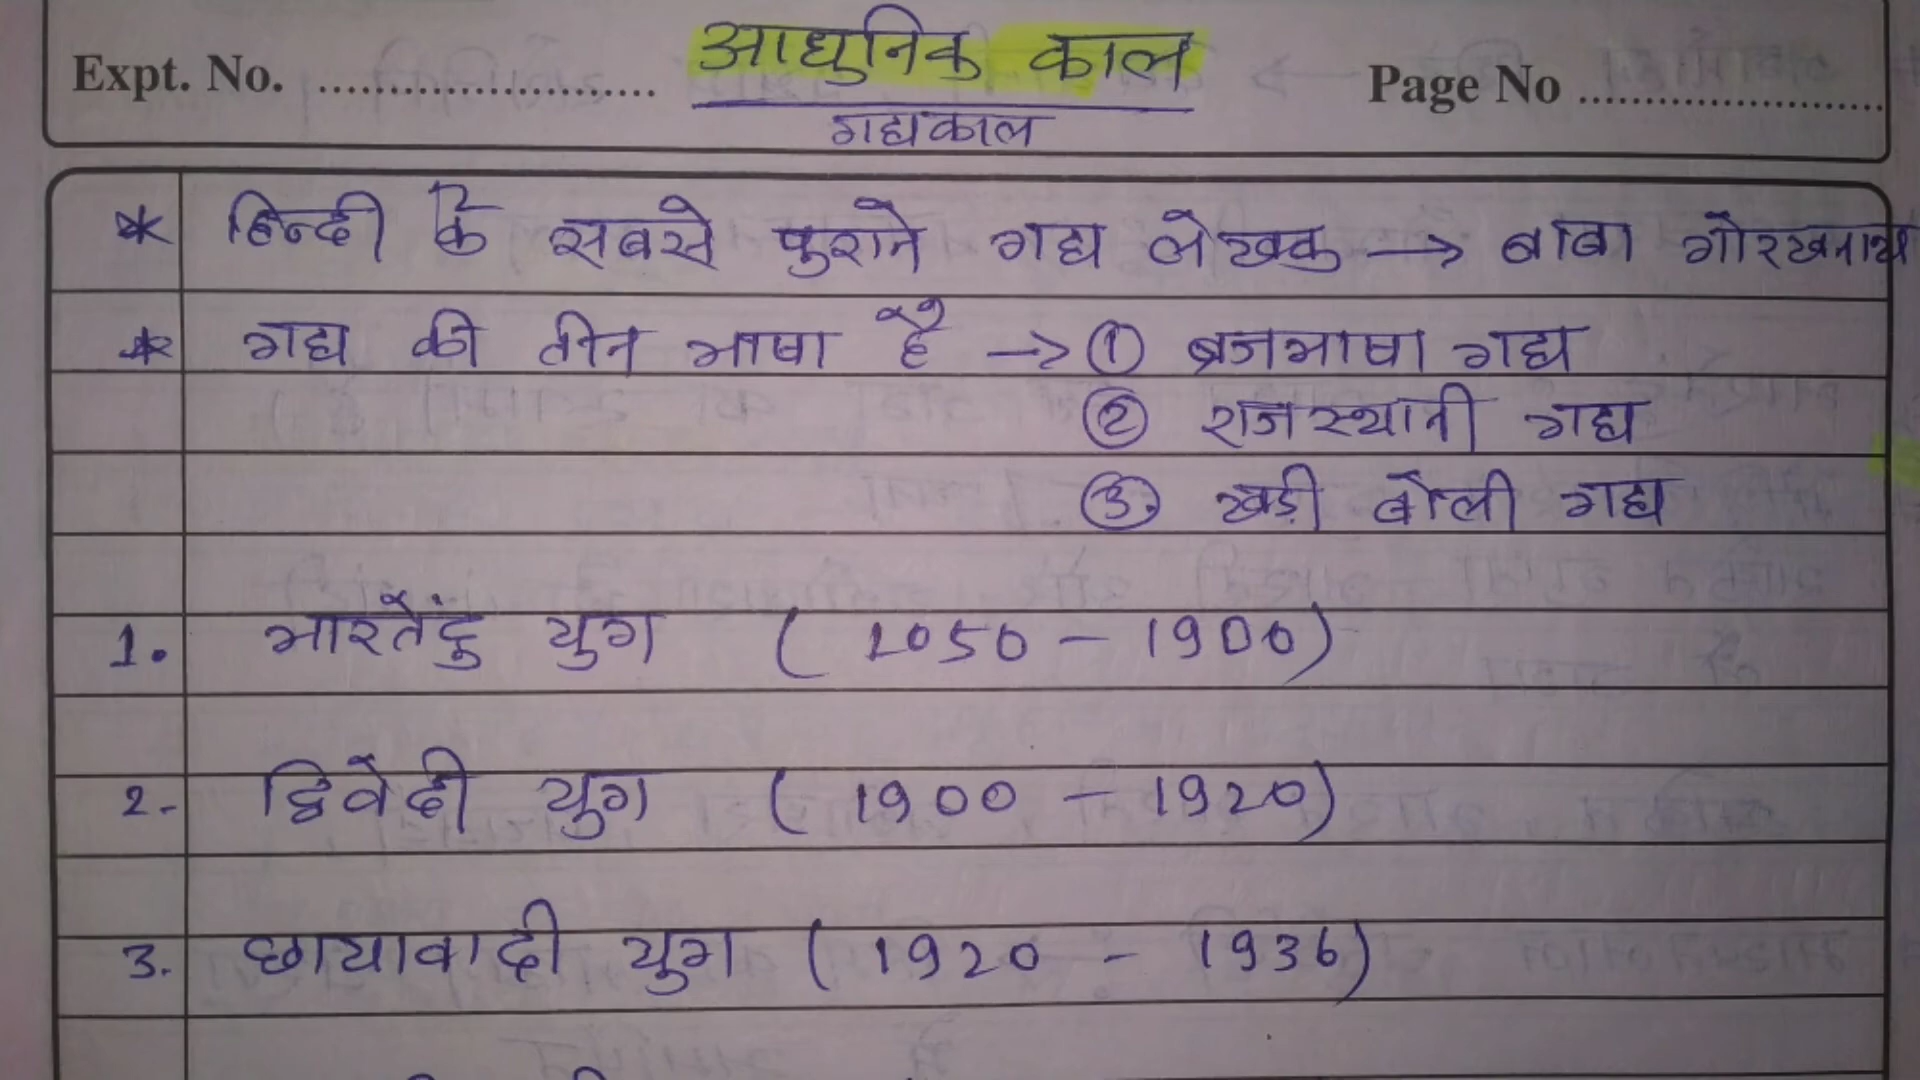 Expt. No. ........................ आधुनिक काल Page No ........................
गद्यकाल
* हिन्दी के सबसे पुराने गद्य लेखक → बाबा गोरखनाथ
* गद्य की तीन भाषा है → ① ब्रजभाषा गद्य
② राजस्थानी गद्य
③ खड़ी बोली गद्य
1. भारतेंदु युग ( 1050 - 1900)
2- द्विवेदी युग ( 1900 - 1920)
3. छायावादी युग ( 1920 - 1936)